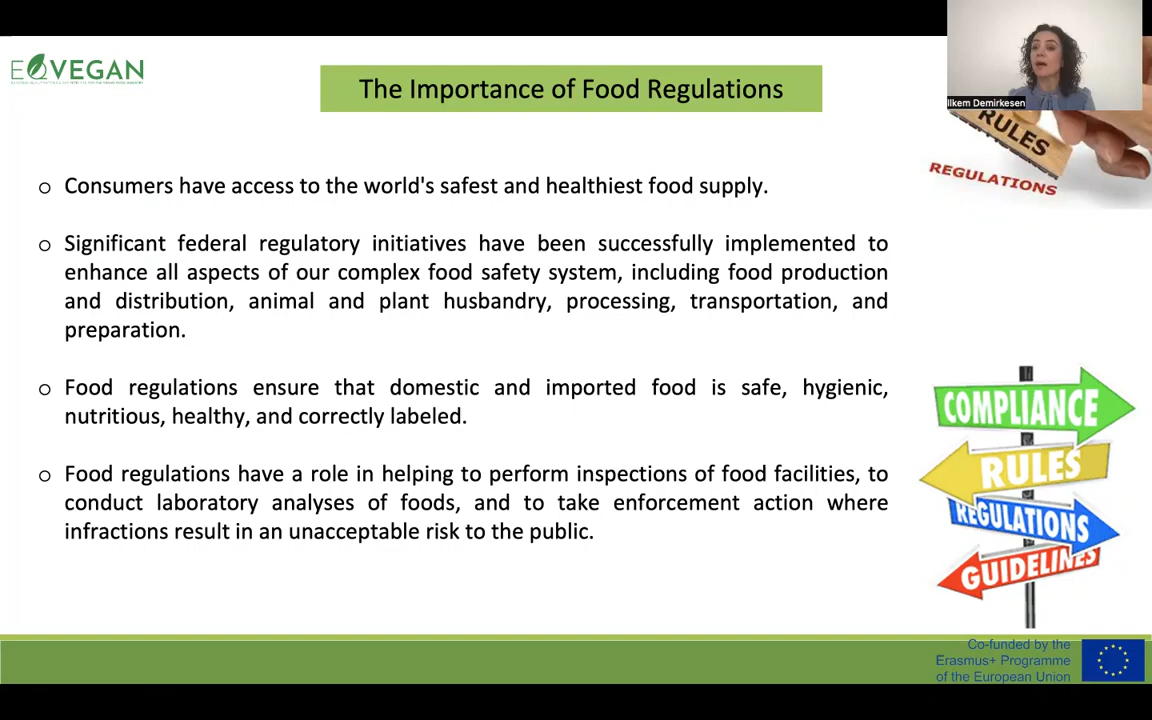 EQVEGAN
The Importance of Food Regulations
Ilkem Demirkesen
RULES
REGULATIONS
o Consumers have access to the world's safest and healthiest food supply.
o Significant federal regulatory initiatives have been successfully implemented to
enhance all aspects of our complex food safety system, including food production
and distribution, animal and plant husbandry, processing, transportation, and
preparation.
o Food regulations ensure that domestic and imported food is safe, hygienic,
nutritious, healthy, and correctly labeled.
o Food regulations have a role in helping to perform inspections of food facilities, to
conduct laboratory analyses of foods, and to take enforcement action where
infractions result in an unacceptable risk to the public.
COMPLIANCE
RULES
REGULATIONS
GUIDELINES
Co-funded by the
Erasmus+ Programme
of the European Union